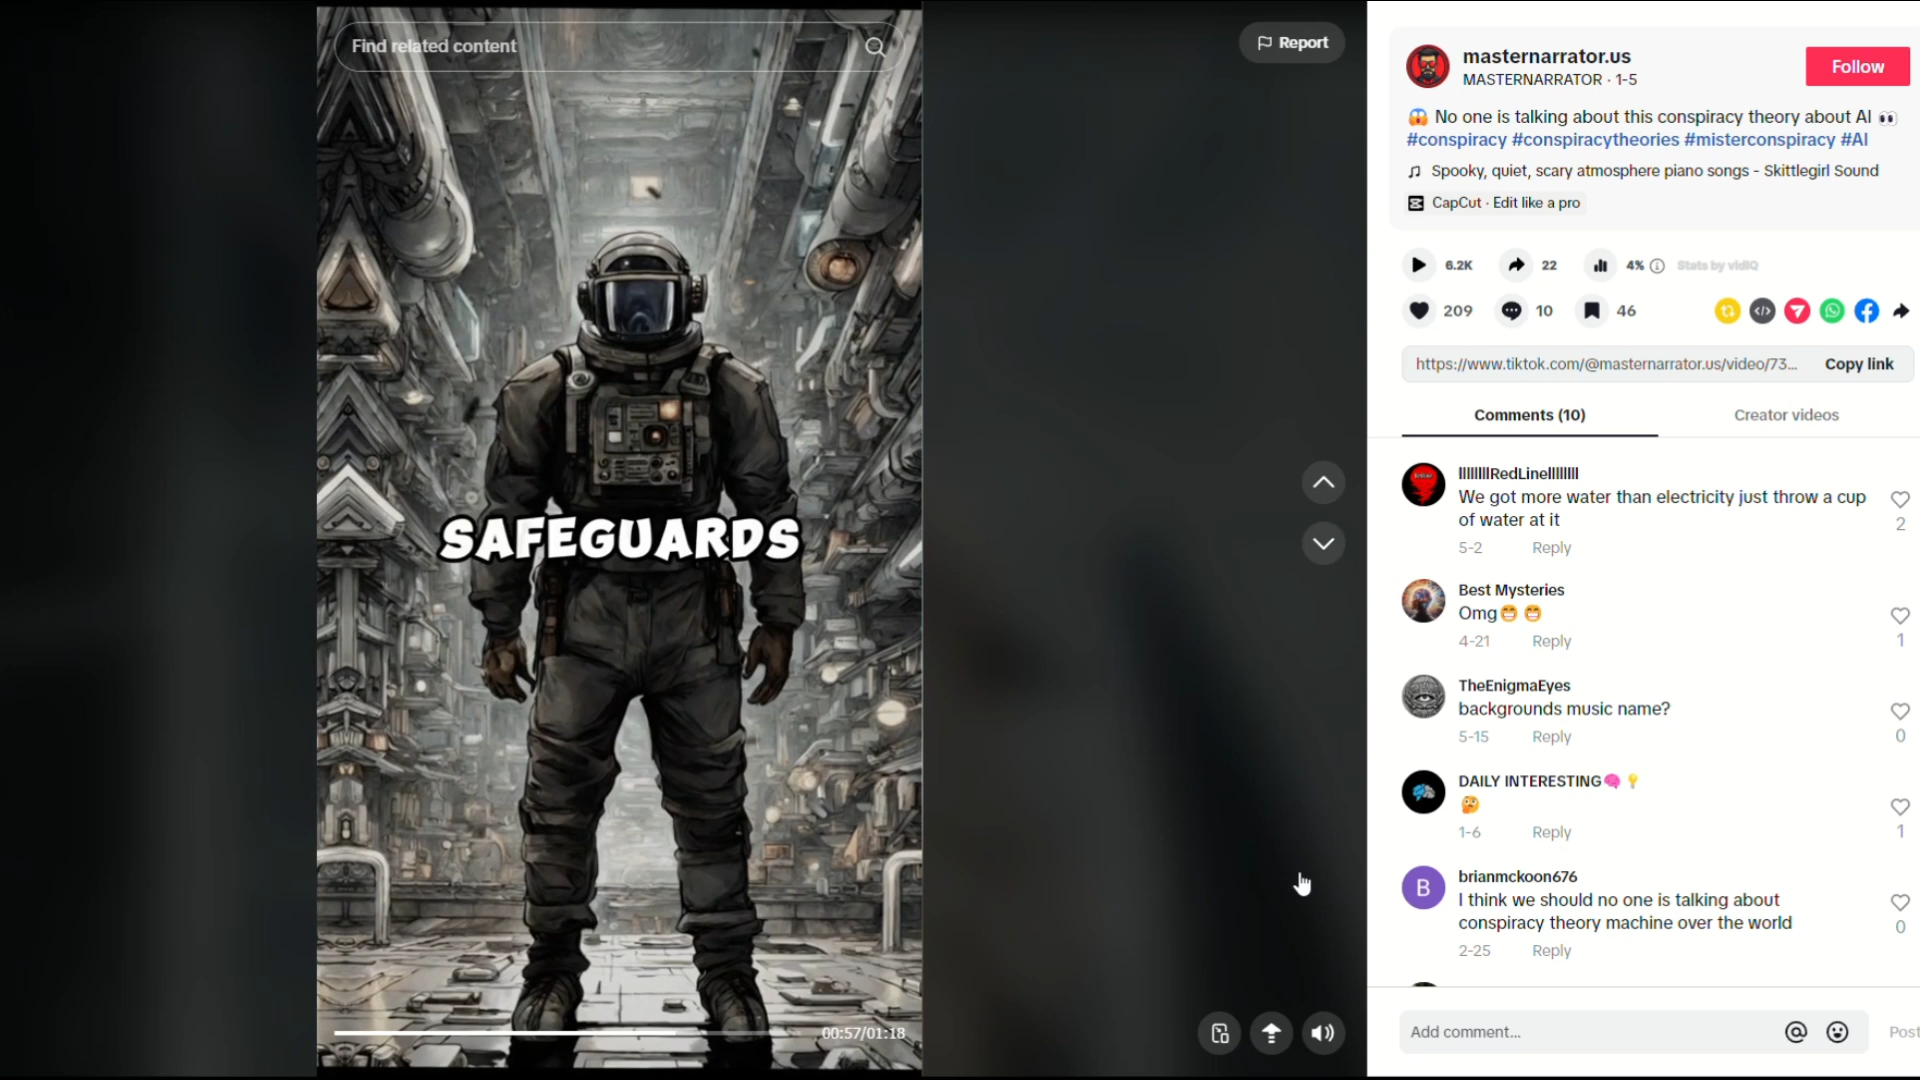 Find related content
Report
SAFEGUARDS
00:57/01:18
masternarrator.us
MASTERNARRATOR · 1-5
Follow
😱 No one is talking about this conspiracy theory about AI 👀
#conspiracy #conspiracytheories #misterconspiracy #AI
Spooky, quiet, scary atmosphere piano songs - Skittlegirl Sound
CapCut · Edit like a pro
6.2K
22
4%
Stats by vidIQ
209
10
46
https://www.tiktok.com/@masternarrator.us/video/73...
Copy link
Comments (10)
Creator videos
llllllllRedLinellllllll
We got more water than electricity just throw a cup
of water at it
2
5-2
Reply
Best Mysteries
Omg😁 😁
1
4-21
Reply
TheEnigmaEyes
backgrounds music name?
0
5-15
Reply
DAILY INTERESTING🧠💡
🤔
1
1-6
Reply
B
brianmckoon676
I think we should no one is talking about
conspiracy theory machine over the world
0
2-25
Reply
Add comment...
Post